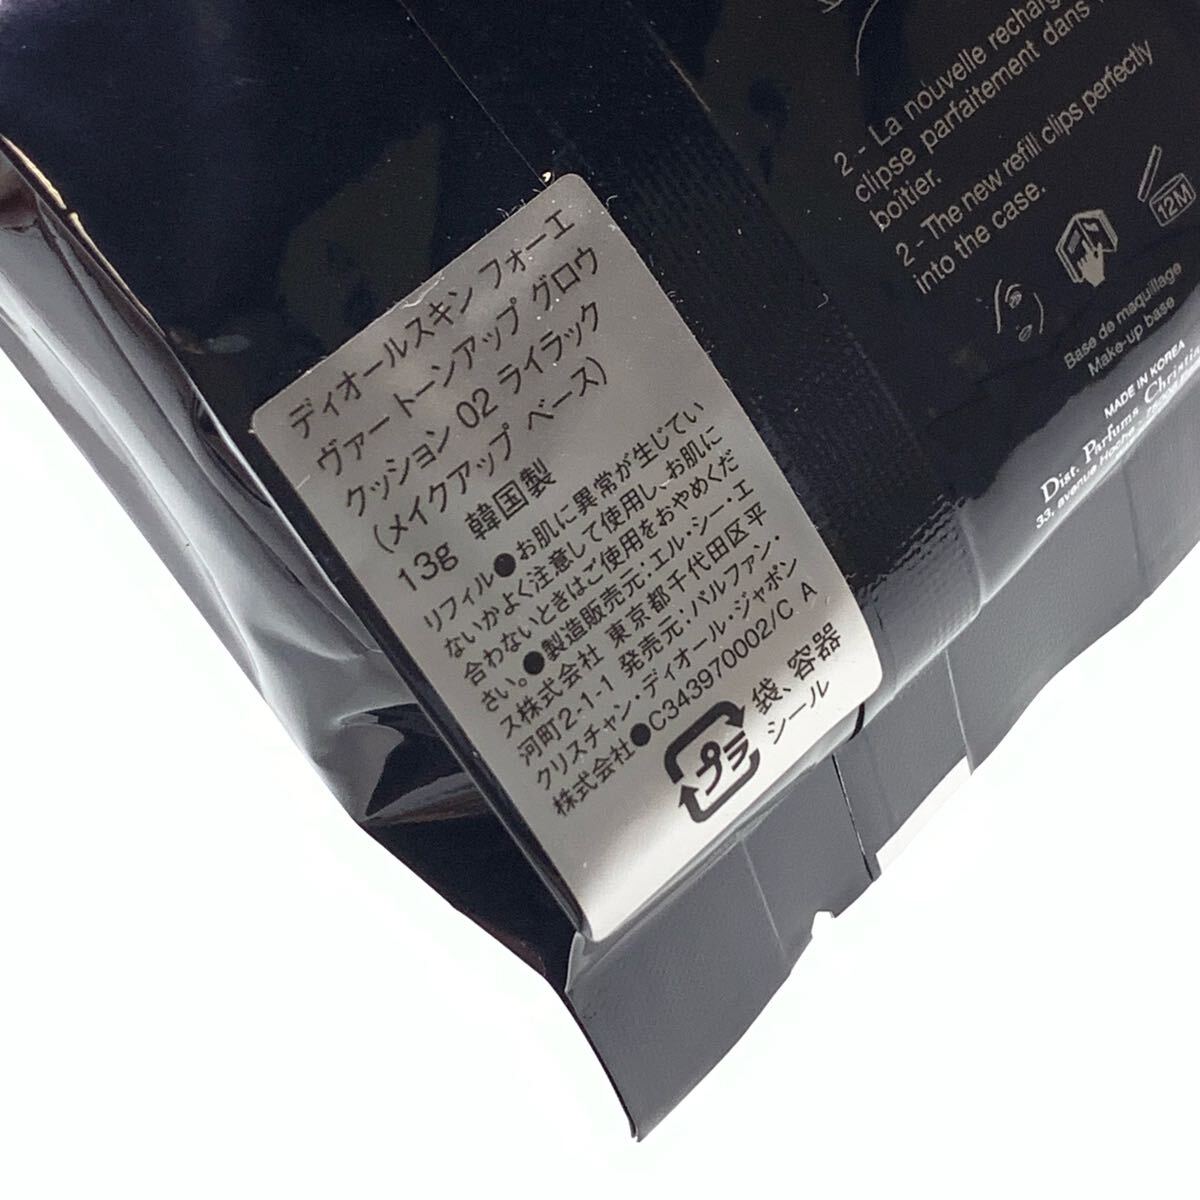 2 - La nouvelle recharge
clipse parfaitement dans
boîtier.
2 - The new refill clips perfectly
into the case.
12M
Base de maquillage
Make-up base
MADE IN KOREA
Dist. Parfums Christian
33, avenue Hoche - 75008
ディオールスキン フォーエ
ヴァー トーンアップ グロウ
クッション 02 ライラック
(メイクアップ ベース)
13g 韓国製
リフィル●お肌に異常が生じてい
ないかよく注意して使用し、お肌に
合わないときはご使用をおやめくだ
さい。●製造販売元:エル・シー・エ
ス株式会社 東京都千代田区平
河町2-1-1 発売元:パルファン・
クリスチャン・ディオール・ジャポン
株式会社●C343970002/C A
プラ
袋、容器
シール